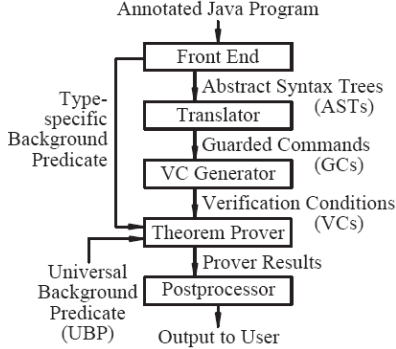 Annotated Java Program
Front End
Abstract Syntax Trees
(ASTs)
Type-
specific
Background
Predicate
Translator
Guarded Commands
(GCs)
VC Generator
Verification Conditions
(VCs)
Theorem Prover
Universal
Background
Predicate
(UBP)
Prover Results
Postprocessor
Output to User